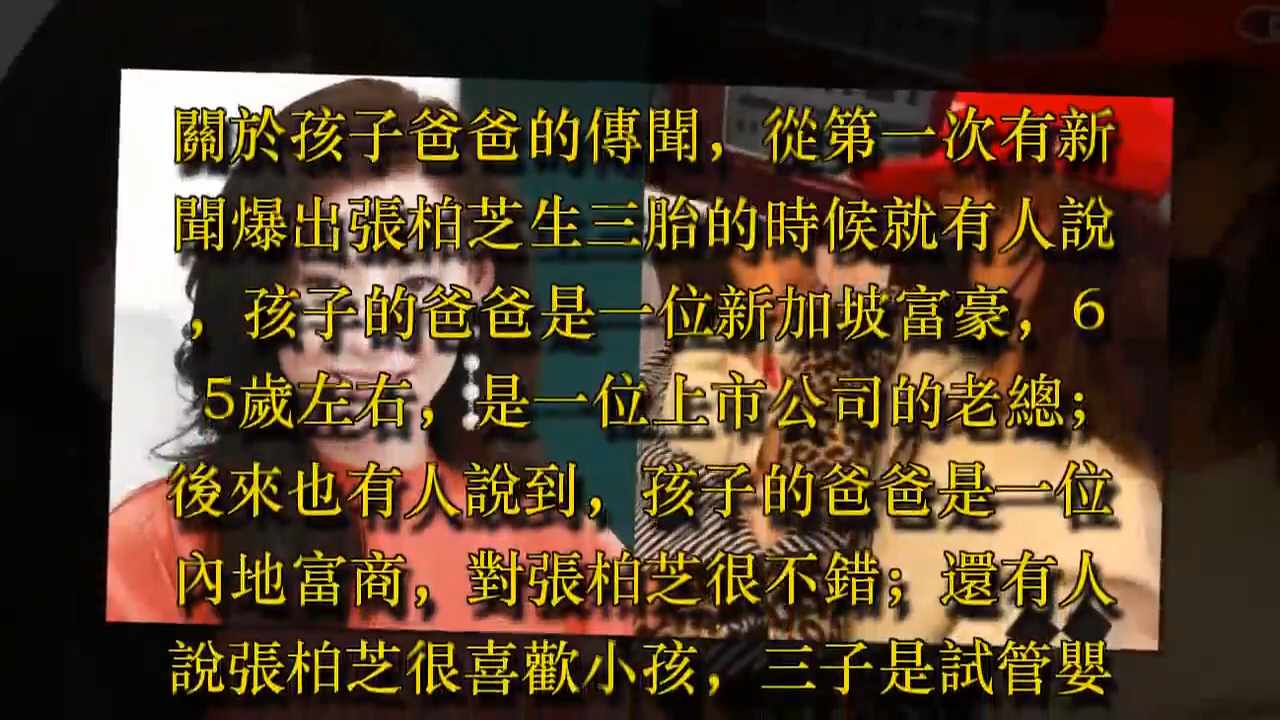 關於孩子爸爸的傳聞，從第一次有新
聞爆出張柏芝生三胎的時候就有人說
，孩子的爸爸是一位新加坡富豪，6
5歲左右，是一位上市公司的老總；
後來也有人說到，孩子的爸爸是一位
內地富商，對張柏芝很不錯；還有人
說張柏芝很喜歡小孩，三子是試管嬰